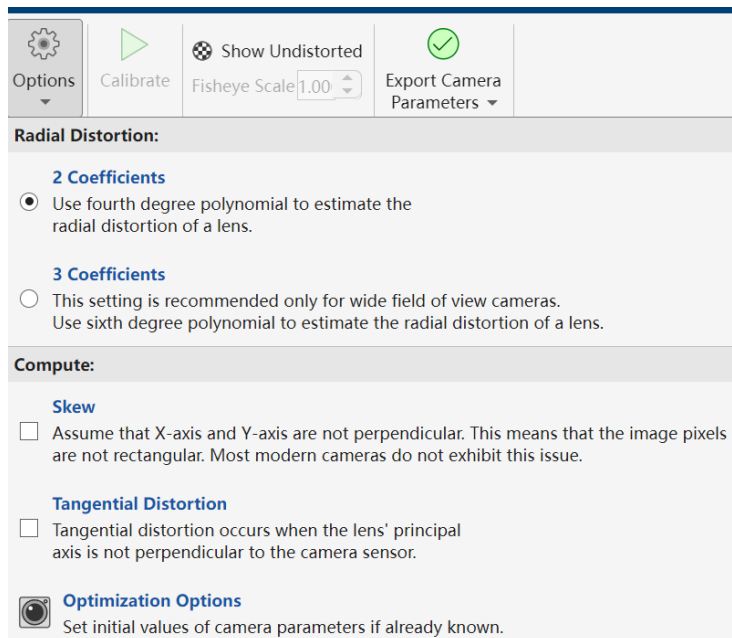 Options
Calibrate
Show Undistorted
Fisheye Scale 1.00
Export Camera
Parameters
Radial Distortion:
2 Coefficients
Use fourth degree polynomial to estimate the
radial distortion of a lens.
3 Coefficients
This setting is recommended only for wide field of view cameras.
Use sixth degree polynomial to estimate the radial distortion of a lens.
Compute:
Skew
Assume that X-axis and Y-axis are not perpendicular. This means that the image pixels
are not rectangular. Most modern cameras do not exhibit this issue.
Tangential Distortion
Tangential distortion occurs when the lens' principal
axis is not perpendicular to the camera sensor.
Optimization Options
Set initial values of camera parameters if already known.